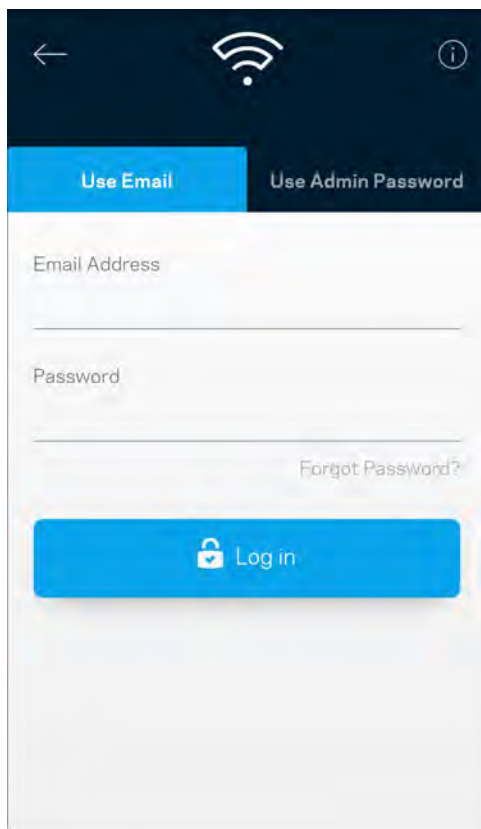 Use Email
Use Admin Password
Email Address
Password
Forgot Password?
Log in